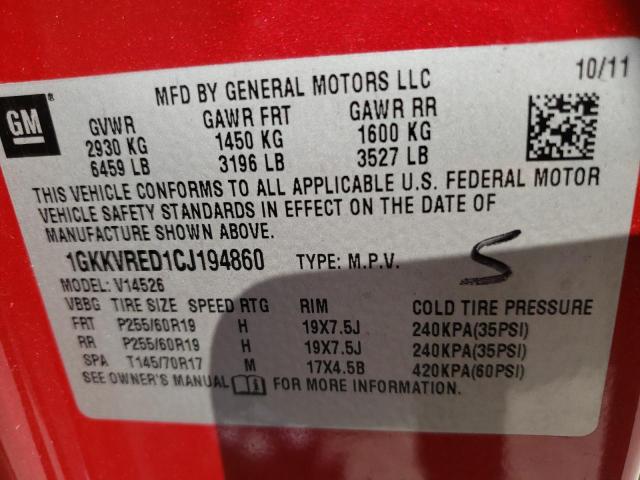 MFD BY GENERAL MOTORS LLC 10/11
GM
GVWR GAWR FRT GAWR RR
2930 KG 1450 KG 1600 KG
6459 LB 3196 LB 3527 LB
THIS VEHICLE CONFORMS TO ALL APPLICABLE U.S. FEDERAL MOTOR
VEHICLE SAFETY STANDARDS IN EFFECT ON THE DATE OF
MANUFACTURE SHOWN ABOVE.
1GKKVRED1CJ194860 TYPE: M.P.V. S
MODEL: V14526
VBBG TIRE SIZE SPEED RTG RIM COLD TIRE PRESSURE
FRT P255/60R19 H 19X7.5J 240KPA(35PSI)
RR P255/60R19 H 19X7.5J 240KPA(35PSI)
SPA T145/70R17 M 17X4.5B 420KPA(60PSI)
SEE OWNER'S MANUAL FOR MORE INFORMATION.